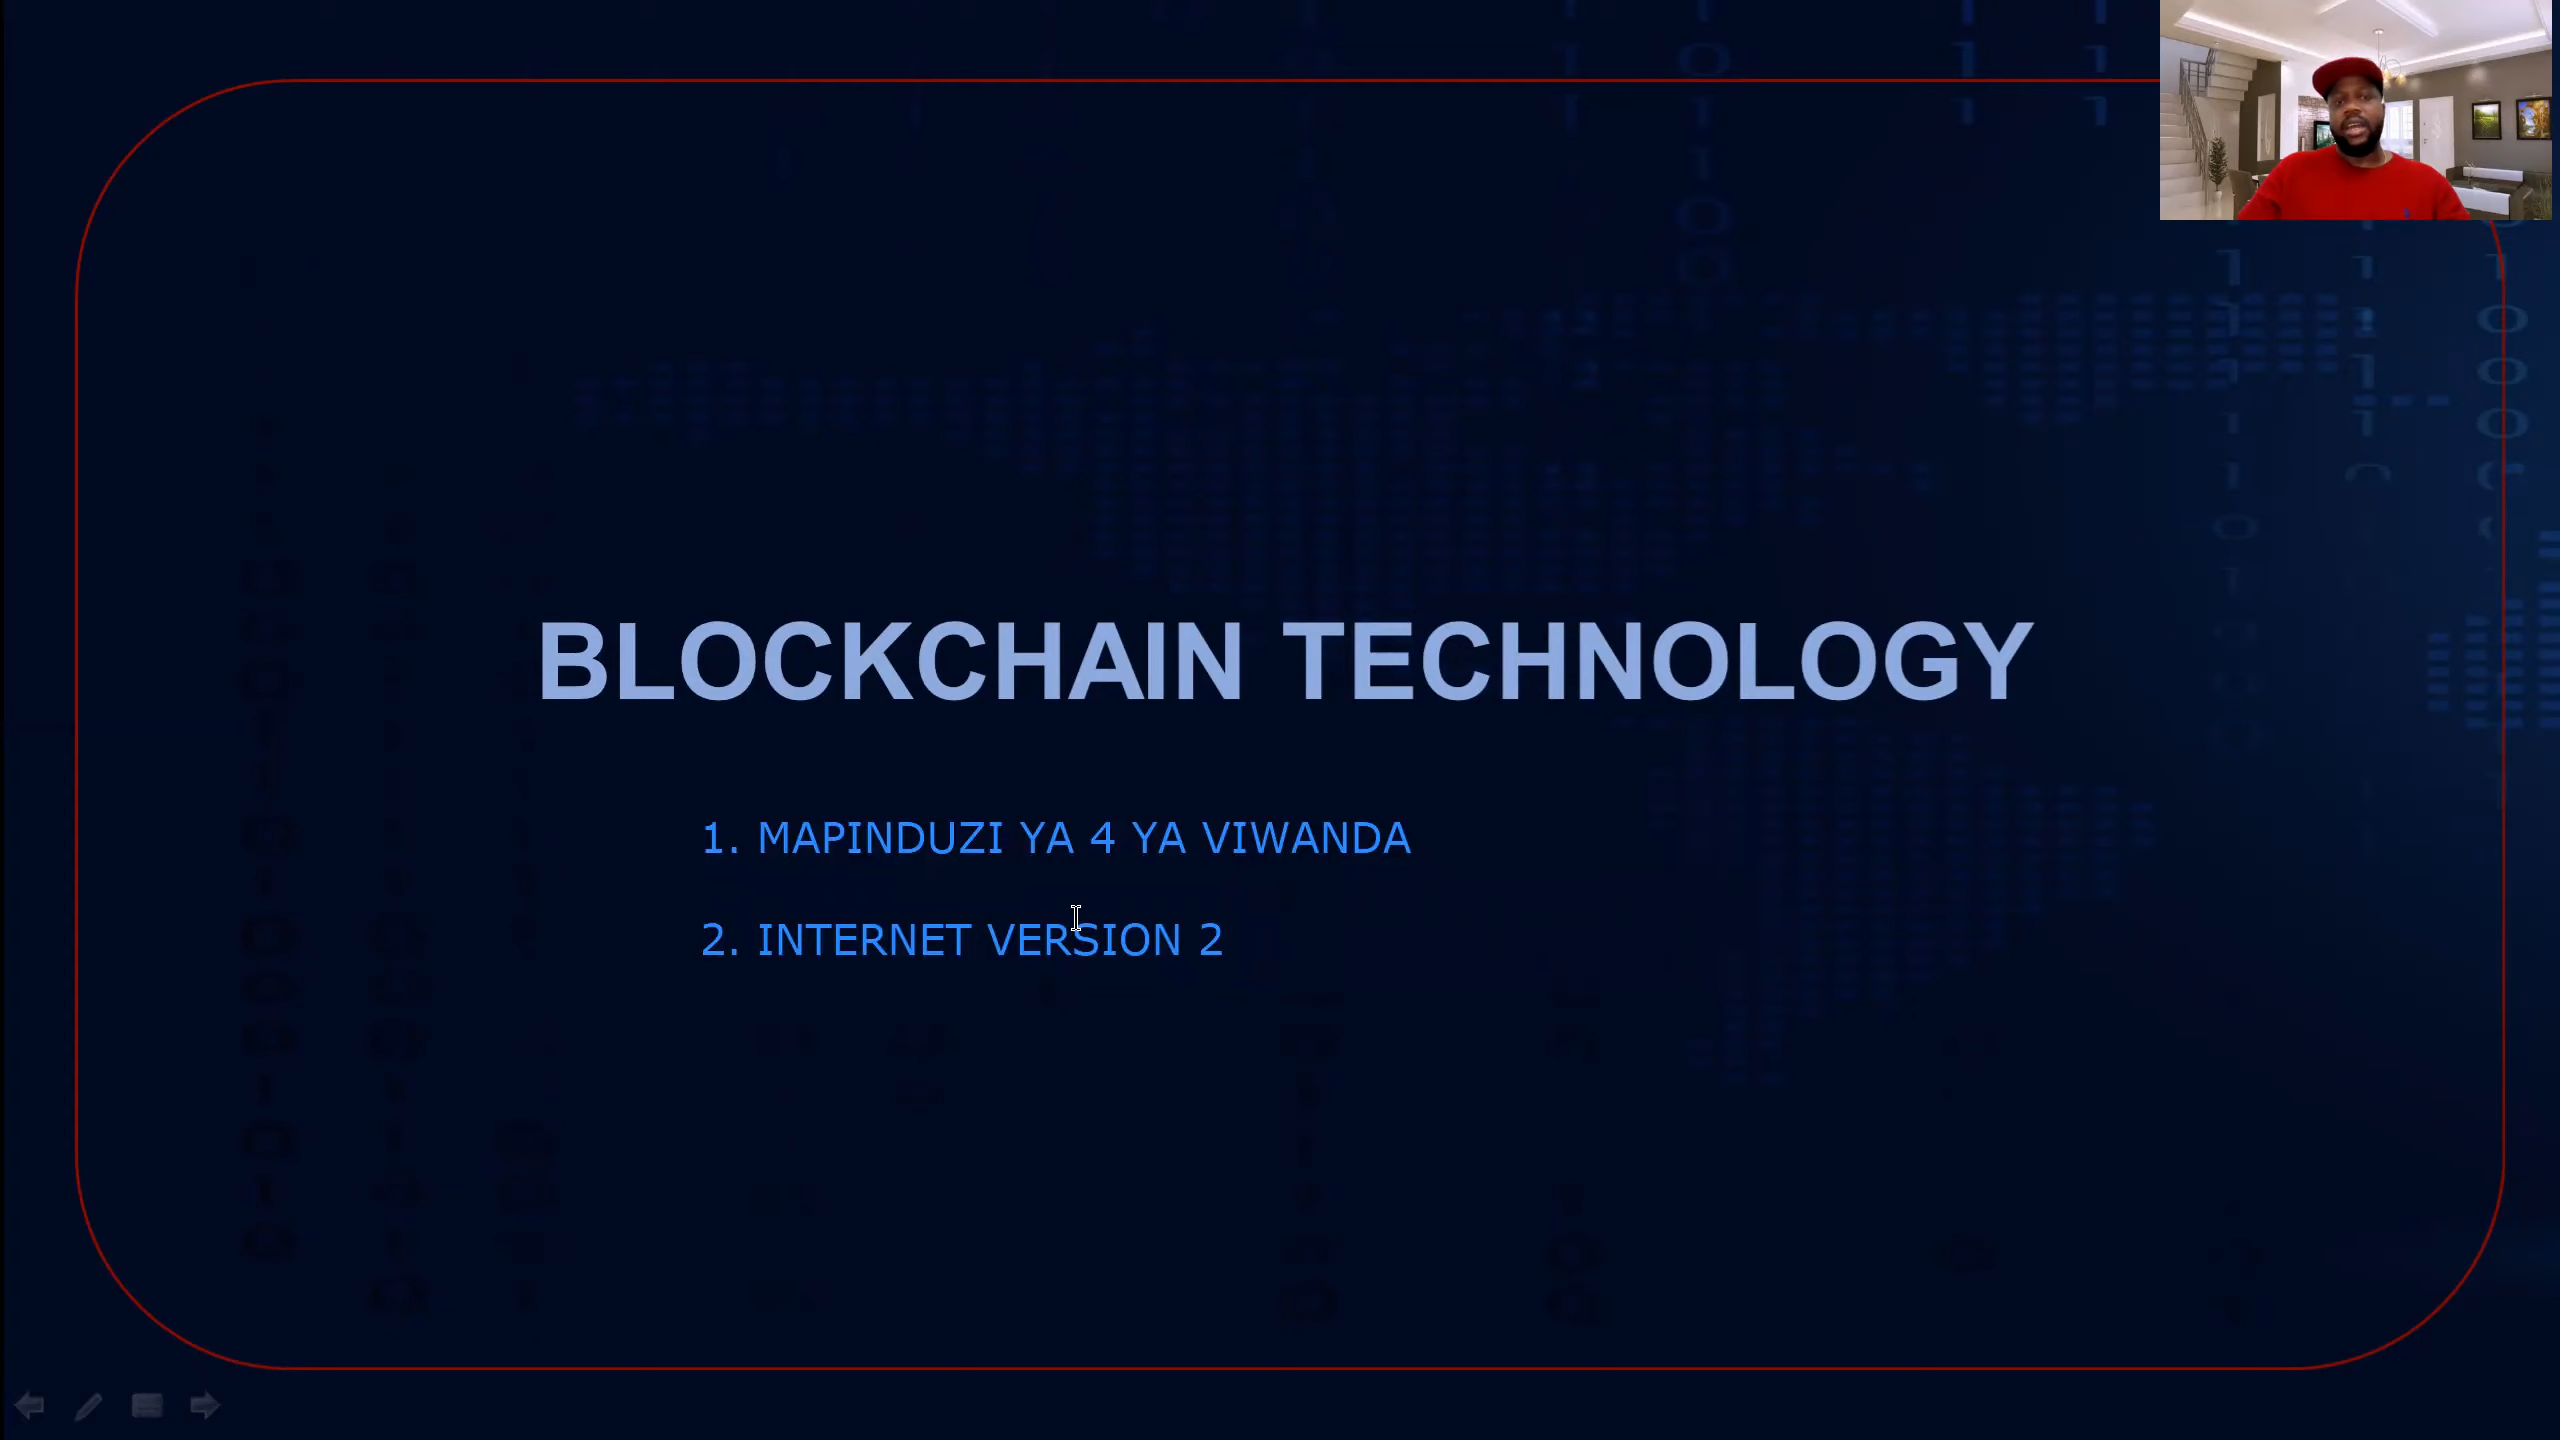 BLOCKCHAIN TECHNOLOGY
1. MAPINDUZI YA 4 YA VIWANDA
2. INTERNET VERSION 2